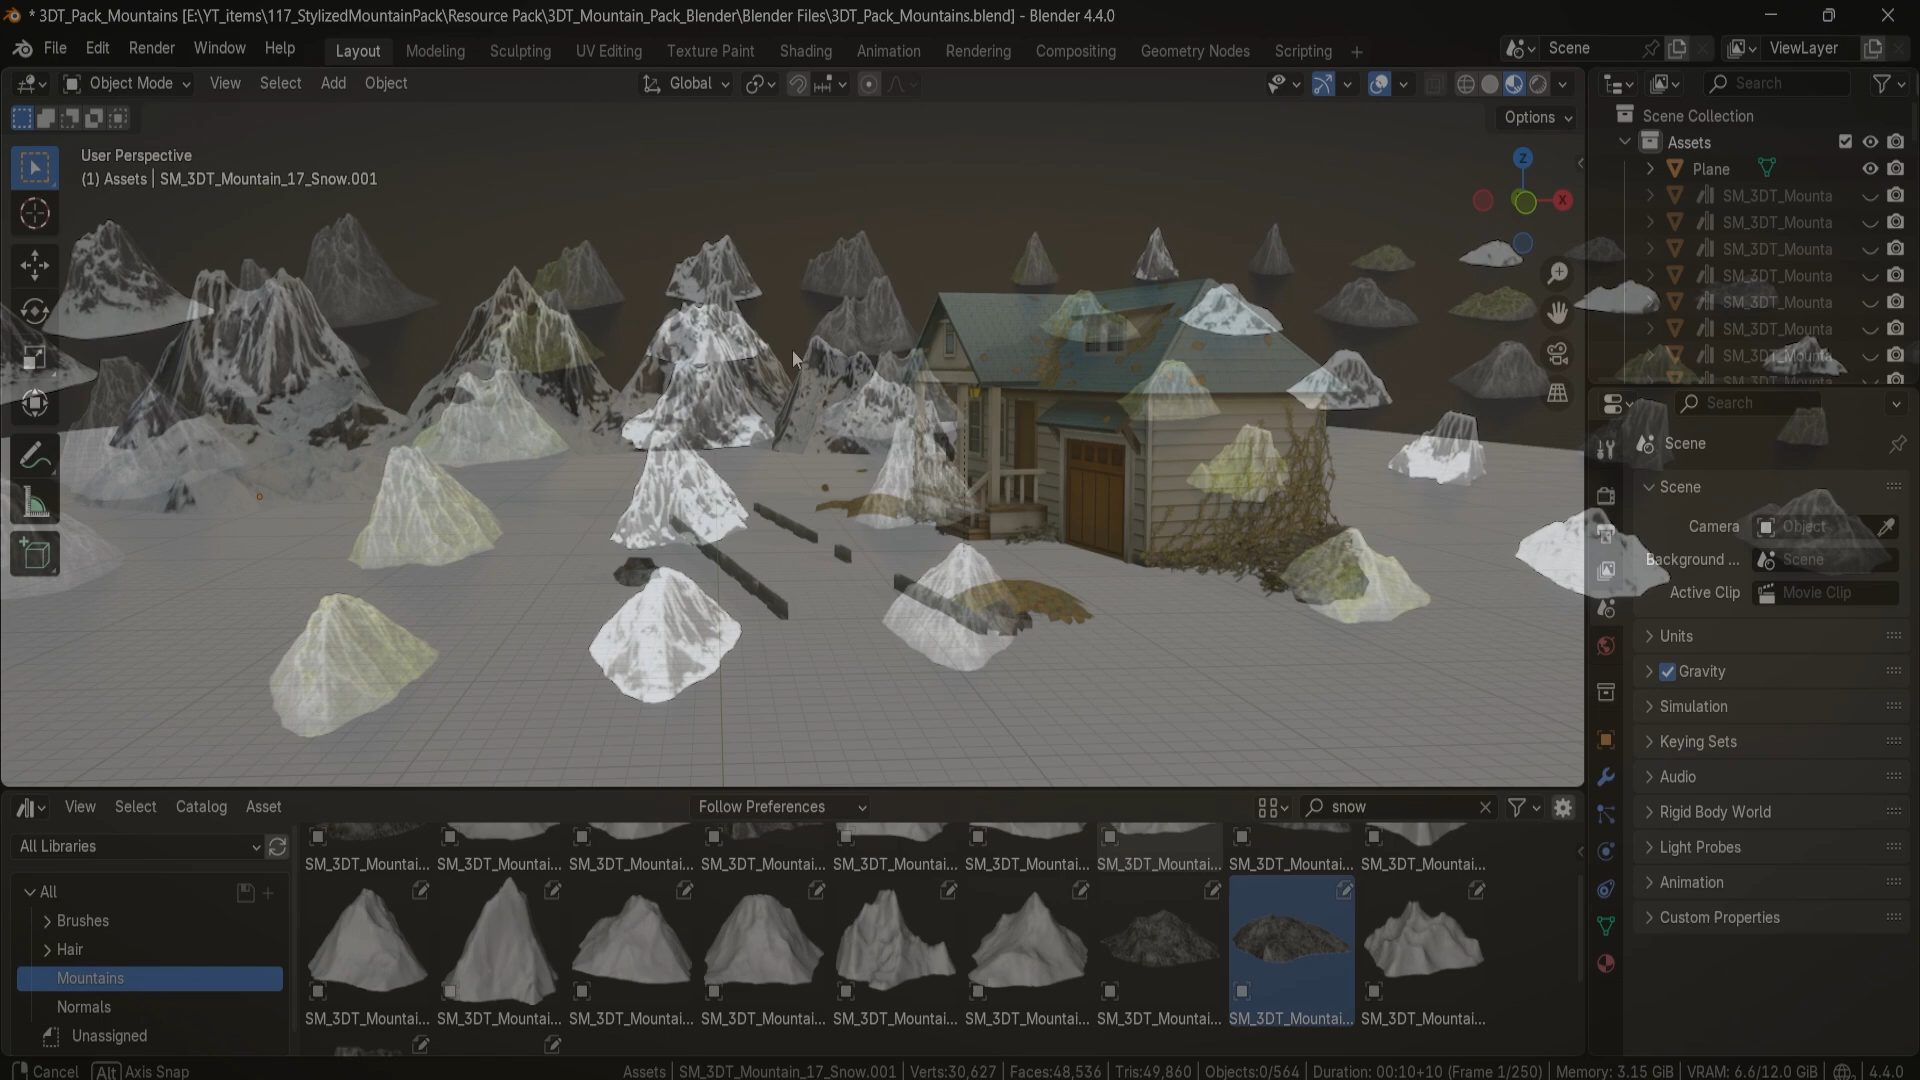 * 3DT_Pack_Mountains [E:\YT_items\117_StylizedMountainPack\Resource Pack\3DT_Mountain_Pack_Blender\Blender Files\3DT_Pack_Mountains.blend] - Blender 4.4.0
File Edit Render Window Help Layout Modeling Sculpting UV Editing Texture Paint Shading Animation Rendering Compositing Geometry Nodes Scripting + Scene ViewLayer
Object Mode View Select Add Object Global Search
Options
Scene Collection
Assets
User Perspective
(1) Assets | SM_3DT_Mountain_17_Snow.001
Z
X
Plane
SM_3DT_Mounta
SM_3DT_Mounta
SM_3DT_Mounta
SM_3DT_Mounta
SM_3DT_Mounta
SM_3DT_Mounta
SM_3DT_Mounta
SM_3DT_Mounta
Search
Scene
Scene
Camera Object
Background ... Scene
Active Clip Movie Clip
Units
Gravity
Simulation
Keying Sets
Audio
Rigid Body World
Light Probes
Animation
Custom Properties
View Select Catalog Asset Follow Preferences snow
All Libraries
All
Brushes
Hair
Mountains
Normals
Unassigned
SM_3DT_Mountai... SM_3DT_Mountai... SM_3DT_Mountai... SM_3DT_Mountai... SM_3DT_Mountai... SM_3DT_Mountai... SM_3DT_Mountai... SM_3DT_Mountai... SM_3DT_Mountai...
SM_3DT_Mountai... SM_3DT_Mountai... SM_3DT_Mountai... SM_3DT_Mountai... SM_3DT_Mountai... SM_3DT_Mountai... SM_3DT_Mountai... SM_3DT_Mountai... SM_3DT_Mountai...
Cancel Alt Axis Snap Assets | SM_3DT_Mountain_17_Snow.001 | Verts:30,627 | Faces:48,536 | Tris:49,860 | Objects:0/564 | Duration: 00:10+10 (Frame 1/250) | Memory: 3.15 GiB | VRAM: 6.6/12.0 GiB | 4.4.0